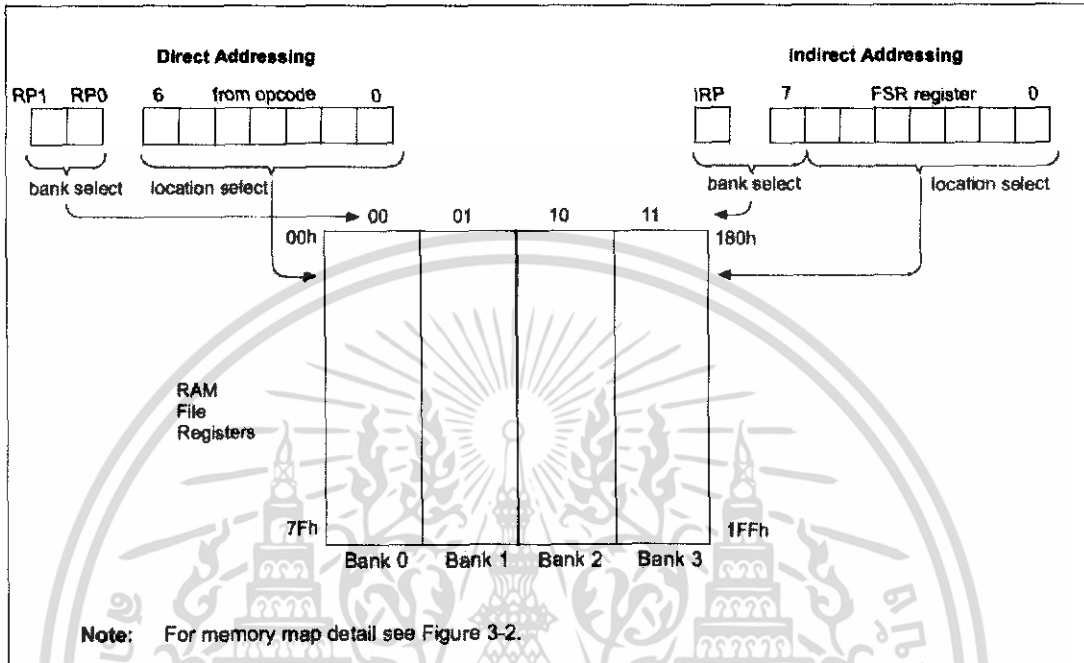 Direct Addressing
Indirect Addressing
RP1 RP0 6 from opcode 0
IRP 7 FSR register 0
bank select location select
bank select location select
00 01 10 11
00h
180h
RAM
File
Registers
7Fh
1FFh
Bank 0 Bank 1 Bank 2 Bank 3
Note: For memory map detail see Figure 3-2.